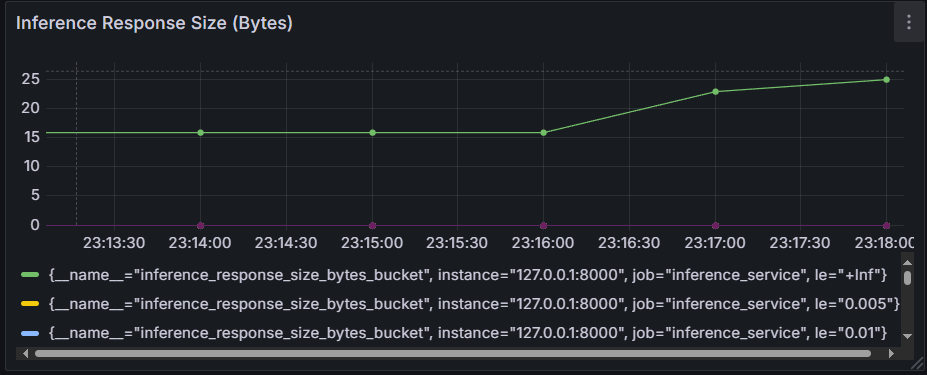 Inference Response Size (Bytes)
25
20
15
10
5
0
23:13:30 23:14:00 23:14:30 23:15:00 23:15:30 23:16:00 23:16:30 23:17:00 23:17:30 23:18:00
{__name__="inference_response_size_bytes_bucket", instance="127.0.0.1:8000", job="inference_service", le="+Inf"}
{__name__="inference_response_size_bytes_bucket", instance="127.0.0.1:8000", job="inference_service", le="0.005"}
{__name__="inference_response_size_bytes_bucket", instance="127.0.0.1:8000", job="inference_service", le="0.01"}